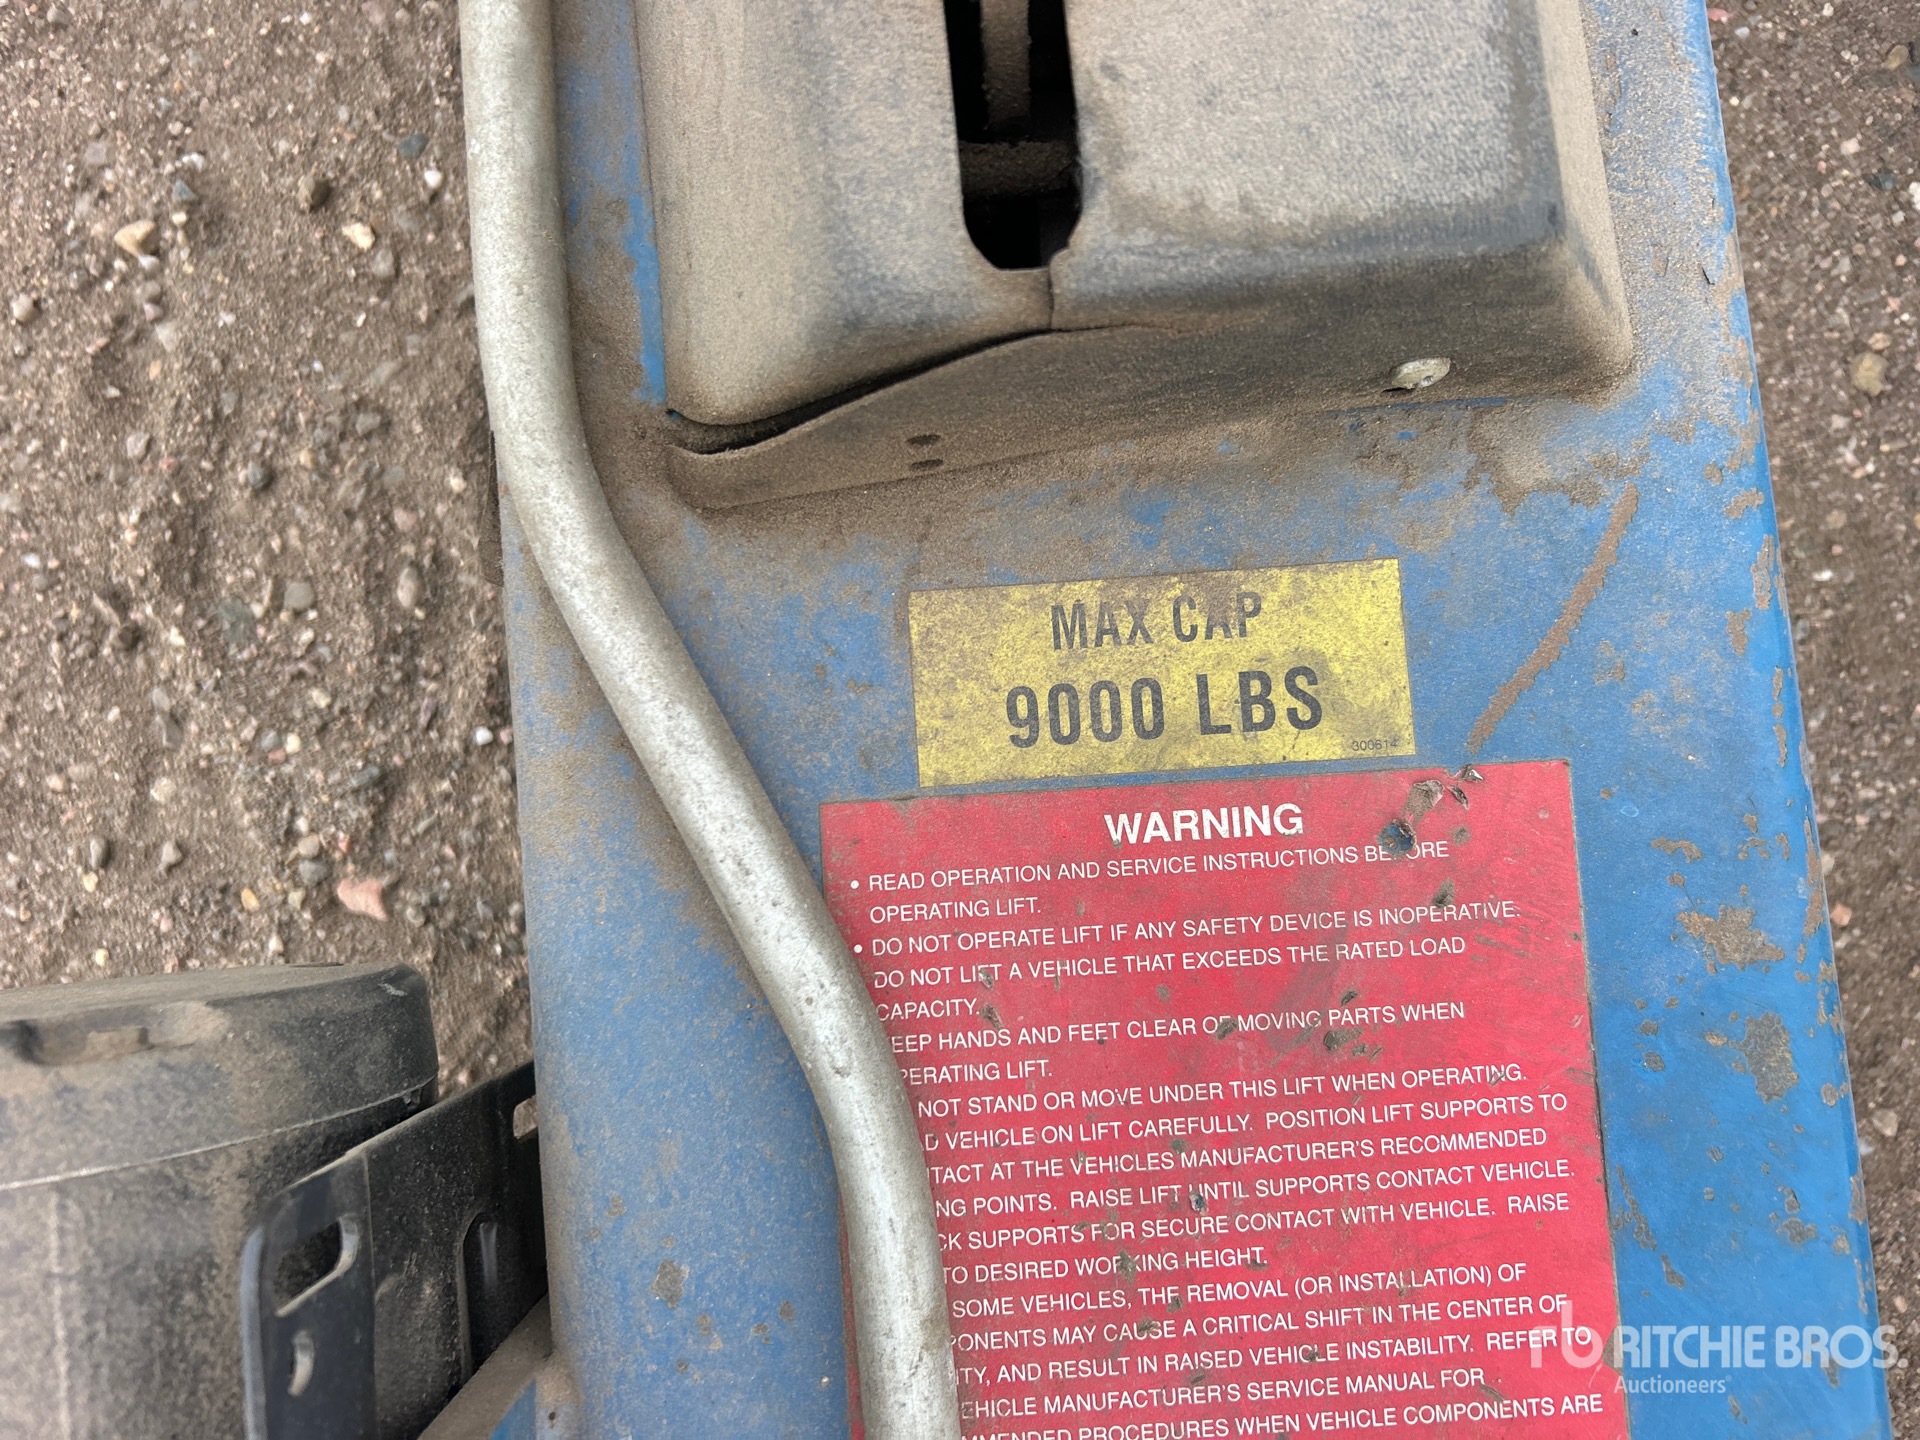 MAX CAP
9000 LBS
300614
WARNING
• READ OPERATION AND SERVICE INSTRUCTIONS BEFORE
OPERATING LIFT.
• DO NOT OPERATE LIFT IF ANY SAFETY DEVICE IS INOPERATIVE.
DO NOT LIFT A VEHICLE THAT EXCEEDS THE RATED LOAD
CAPACITY.
EEP HANDS AND FEET CLEAR OF MOVING PARTS WHEN
PERATING LIFT.
NOT STAND OR MOVE UNDER THIS LIFT WHEN OPERATING.
D VEHICLE ON LIFT CAREFULLY. POSITION LIFT SUPPORTS TO
TACT AT THE VEHICLES MANUFACTURER'S RECOMMENDED
NG POINTS. RAISE LIFT UNTIL SUPPORTS CONTACT VEHICLE.
CK SUPPORTS FOR SECURE CONTACT WITH VEHICLE. RAISE
TO DESIRED WORKING HEIGHT.
SOME VEHICLES, THE REMOVAL (OR INSTALLATION) OF
PONENTS MAY CAUSE A CRITICAL SHIFT IN THE CENTER OF
ITY, AND RESULT IN RAISED VEHICLE INSTABILITY. REFER TO
EHICLE MANUFACTURER'S SERVICE MANUAL FOR
MMENDED PROCEDURES WHEN VEHICLE COMPONENTS ARE
rb RITCHIE BROS.
Auctioneers